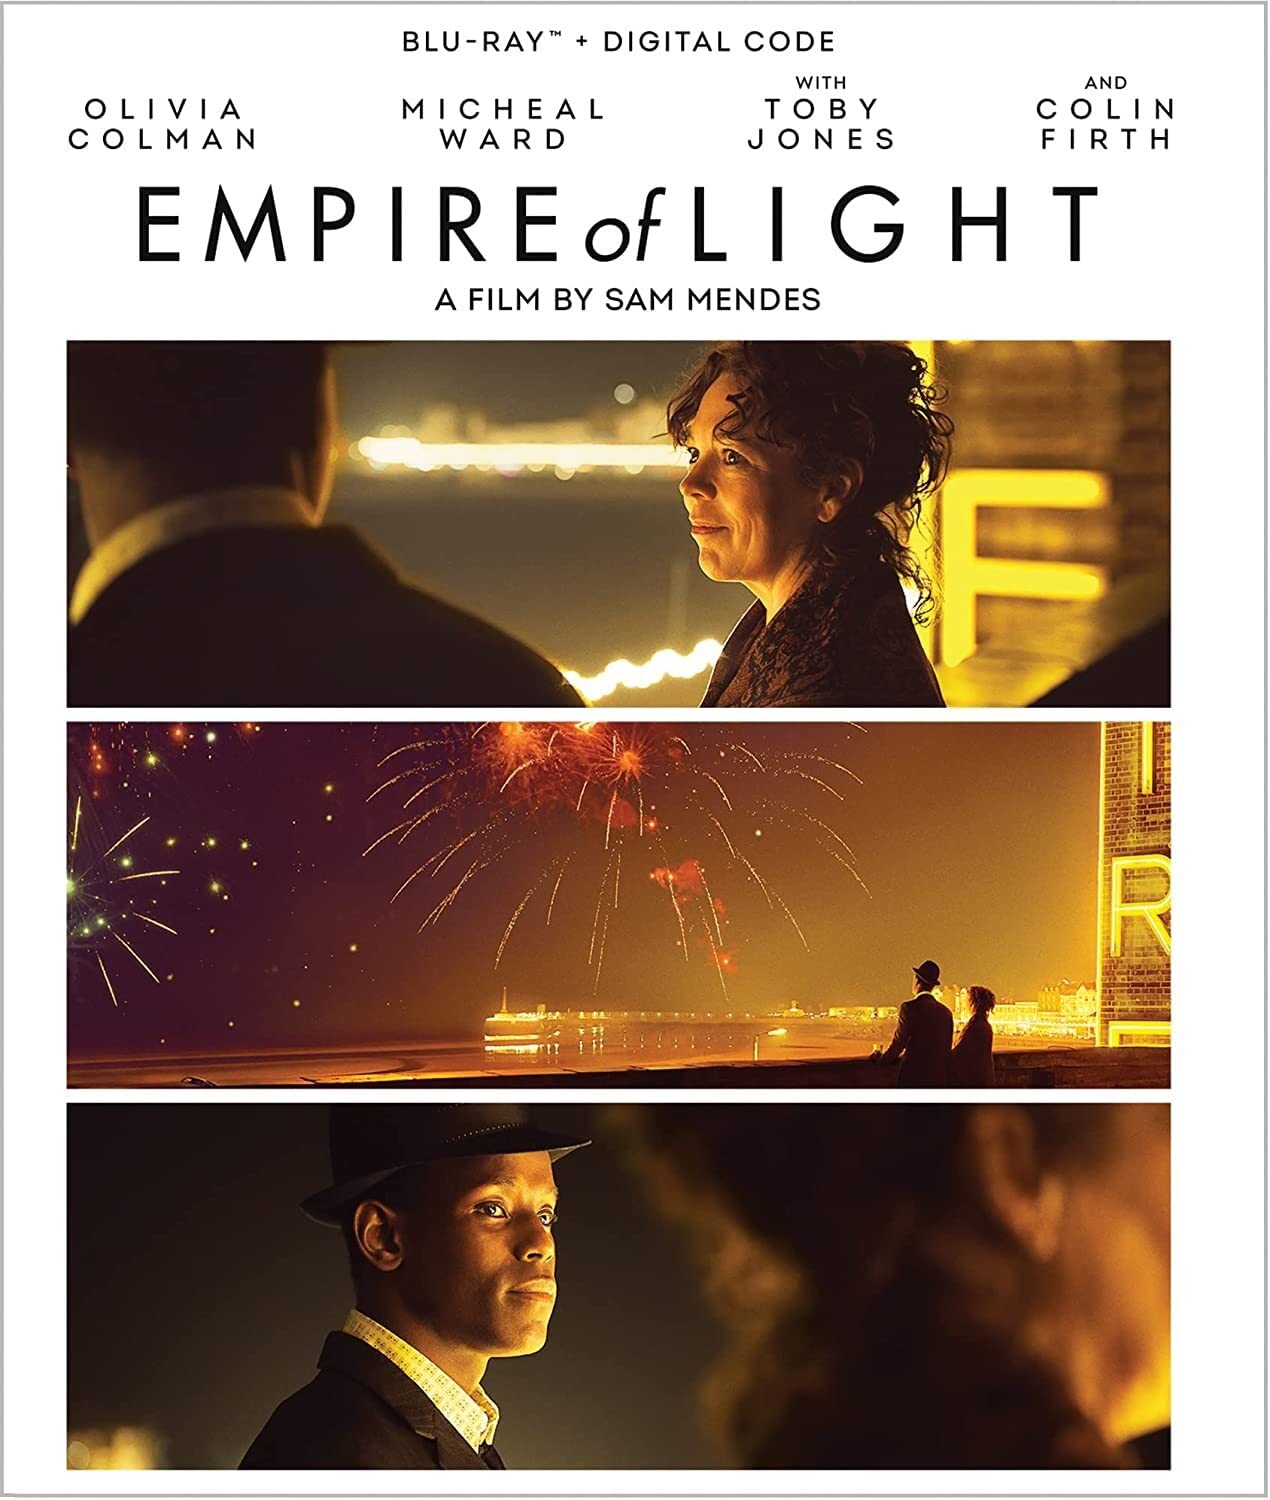 BLU-RAY™ + DIGITAL CODE
OLIVIA COLMAN
MICHEAL WARD
WITH TOBY JONES
AND COLIN FIRTH
EMPIRE of LIGHT
A FILM BY SAM MENDES
E
I
R